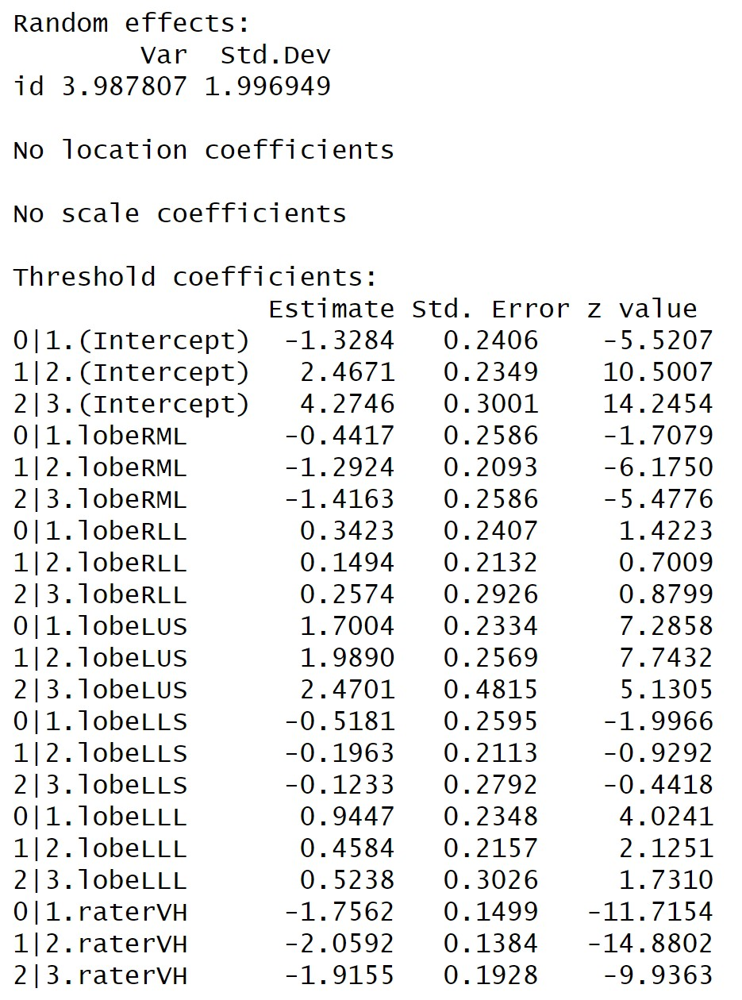 Random effects:
Var Std.Dev
id 3.987807 1.996949
No location coefficients
No scale coefficients
Threshold coefficients:
Estimate Std. Error z value
0|1.(Intercept) -1.3284 0.2406 -5.5207
1|2.(Intercept) 2.4671 0.2349 10.5007
2|3.(Intercept) 4.2746 0.3001 14.2454
0|1.lobeRML -0.4417 0.2586 -1.7079
1|2.lobeRML -1.2924 0.2093 -6.1750
2|3.lobeRML -1.4163 0.2586 -5.4776
0|1.lobeRLL 0.3423 0.2407 1.4223
1|2.lobeRLL 0.1494 0.2132 0.7009
2|3.lobeRLL 0.2574 0.2926 0.8799
0|1.lobeLUS 1.7004 0.2334 7.2858
1|2.lobeLUS 1.9890 0.2569 7.7432
2|3.lobeLUS 2.4701 0.4815 5.1305
0|1.lobeLLS -0.5181 0.2595 -1.9966
1|2.lobeLLS -0.1963 0.2113 -0.9292
2|3.lobeLLS -0.1233 0.2792 -0.4418
0|1.lobeLLL 0.9447 0.2348 4.0241
1|2.lobeLLL 0.4584 0.2157 2.1251
2|3.lobeLLL 0.5238 0.3026 1.7310
0|1.raterVH -1.7562 0.1499 -11.7154
1|2.raterVH -2.0592 0.1384 -14.8802
2|3.raterVH -1.9155 0.1928 -9.9363